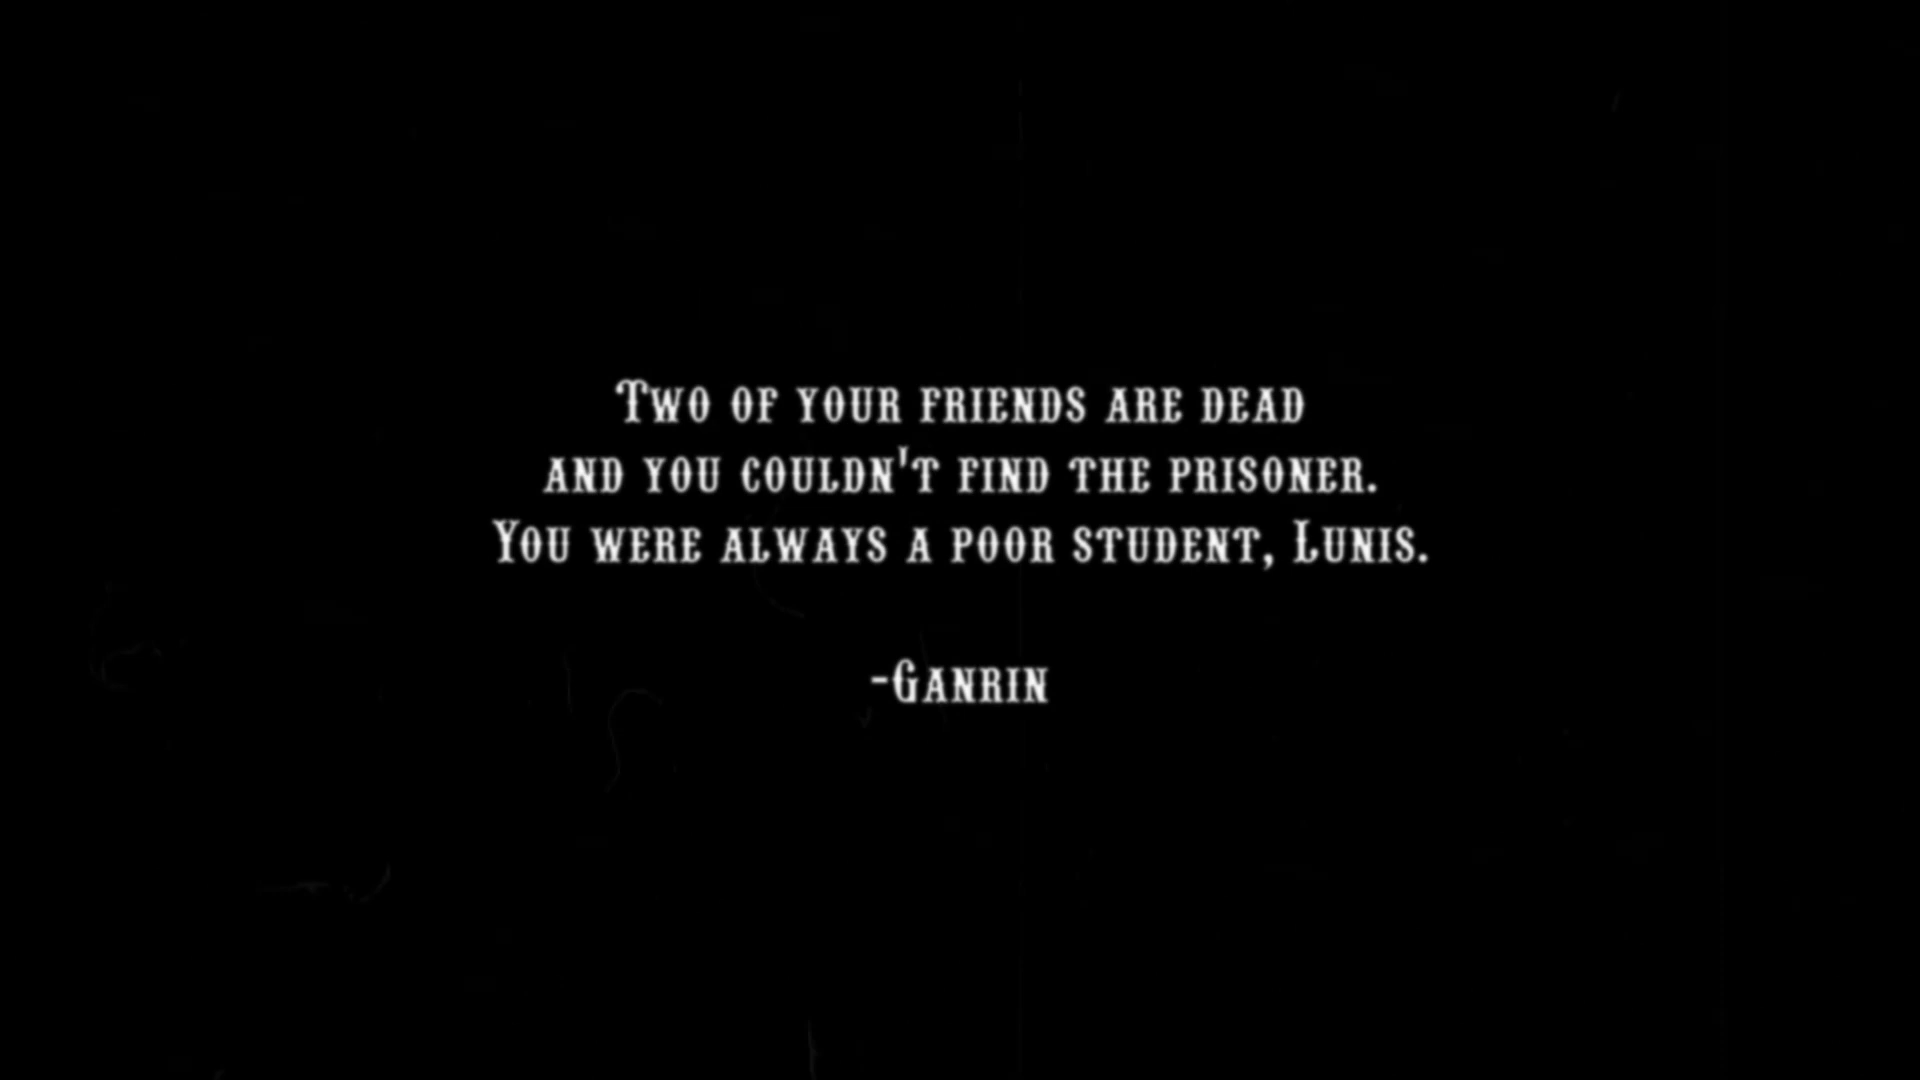 Two of your friends are dead
and you couldn't find the prisoner.
You were always a poor student, Lunis.
-Ganrin